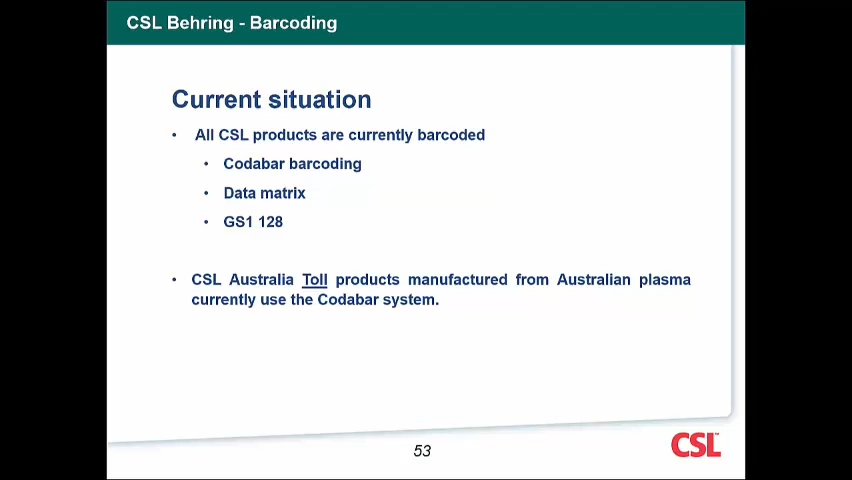 CSL Behring - Barcoding
Current situation
• All CSL products are currently barcoded
• Codabar barcoding
• Data matrix
• GS1 128
• CSL Australia Toll products manufactured from Australian plasma
currently use the Codabar system.
53
CSL